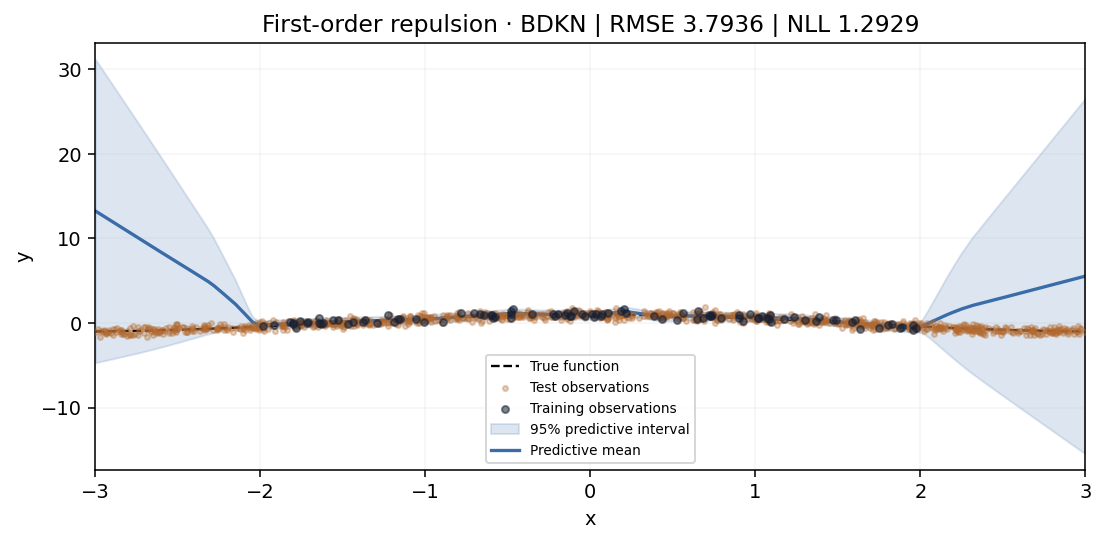 First-order repulsion · BDKN | RMSE 3.7936 | NLL 1.2929
30
20
10
0
−10
y
True function
Test observations
Training observations
95% predictive interval
Predictive mean
−3 −2 −1 0 1 2 3
x